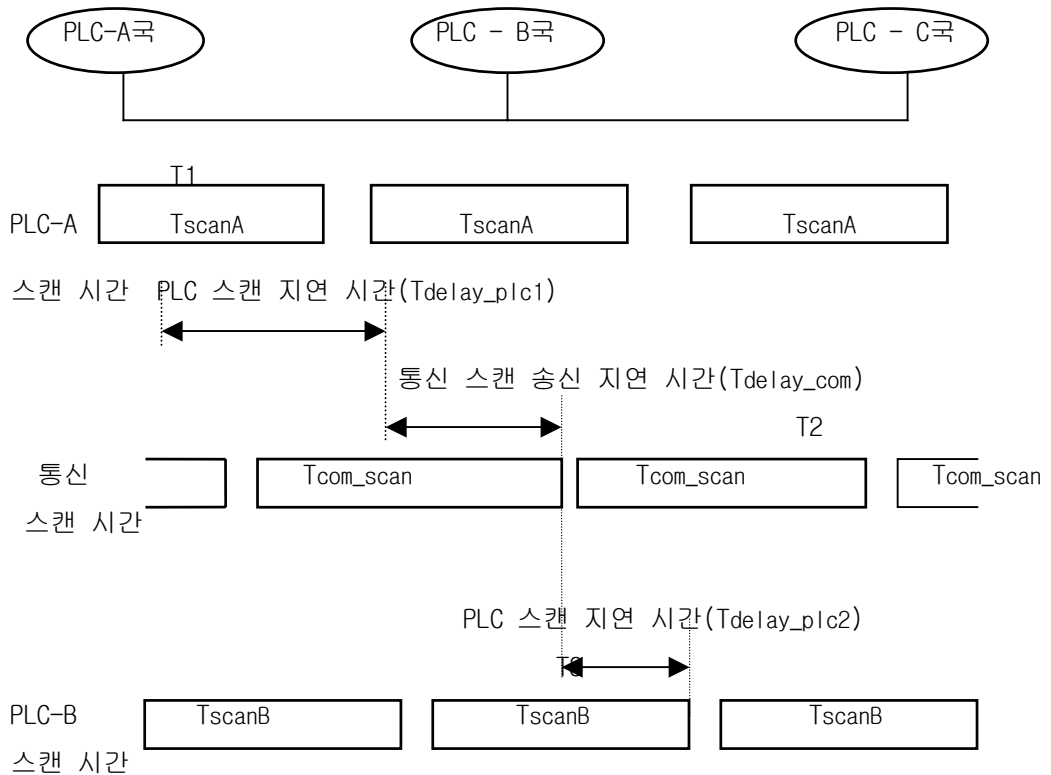 PLC-A국 PLC - B국 PLC - C국
T1
PLC-A TscanA TscanA TscanA
스캔 시간 PLC 스캔 지연 시간(Tdelay_plc1)
통신 스캔 송신 지연 시간(Tdelay_com)
T2
통신 Tcom_scan Tcom_scan Tcom_scan
스캔 시간
PLC 스캔 지연 시간(Tdelay_plc2)
T3
PLC-B TscanB TscanB TscanB
스캔 시간